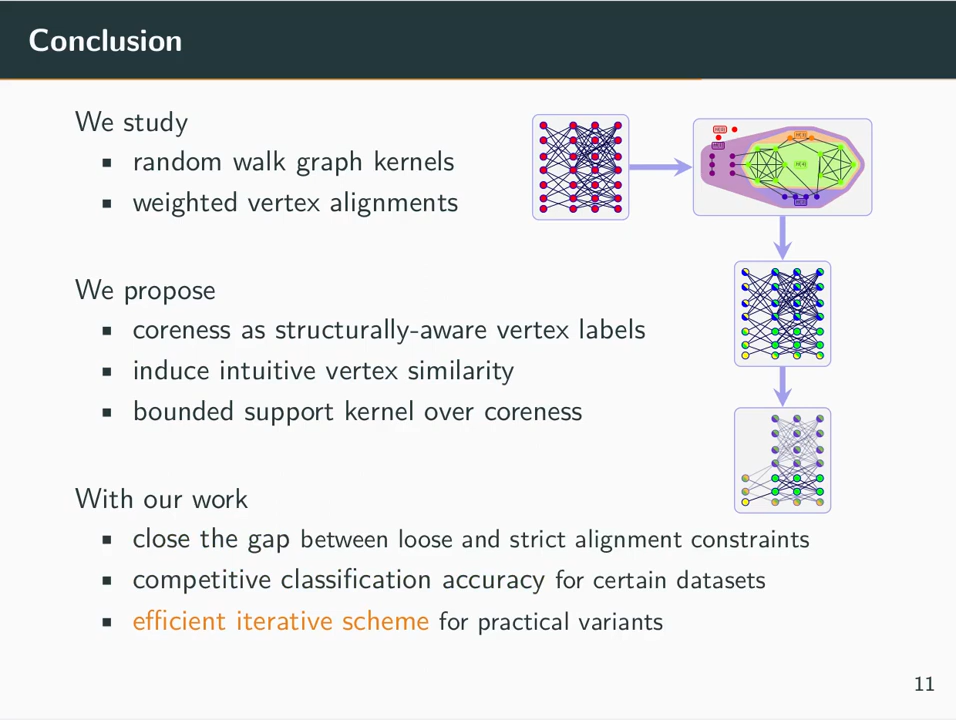 Conclusion
We study
▪ random walk graph kernels
▪ weighted vertex alignments
We propose
▪ coreness as structurally-aware vertex labels
▪ induce intuitive vertex similarity
▪ bounded support kernel over coreness
With our work
▪ close the gap between loose and strict alignment constraints
▪ competitive classification accuracy for certain datasets
▪ efficient iterative scheme for practical variants
11